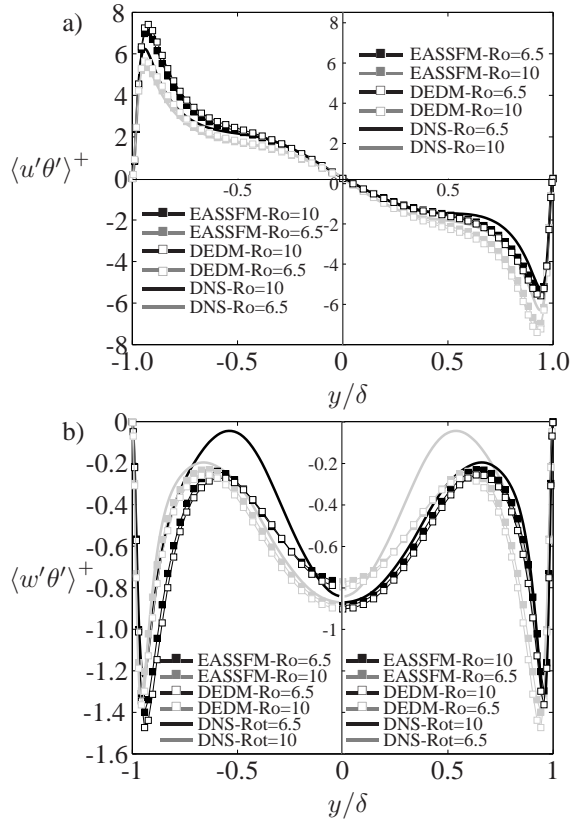 a)
8
6
4
2
0
-2
-4
-6
-8
8
6
4
2
-2
-4
-6
-0.5
0.5
⟨u′θ′⟩⁺
EASSFM-Ro=6.5
EASSFM-Ro=10
DEDM-Ro=6.5
DEDM-Ro=10
DNS-Ro=6.5
DNS-Ro=10
EASSFM-Ro=10
EASSFM-Ro=6.5
DEDM-Ro=10
DEDM-Ro=6.5
DNS-Ro=10
DNS-Ro=6.5
-1.0 -0.5 0 0.5 1.0
y/δ
b)
0
-0.2
-0.4
-0.6
-0.8
-1.0
-1.2
-1.4
-1.6
-0.2
-0.4
-0.6
-0.8
-1
⟨w′θ′⟩⁺
EASSFM-Ro=6.5
EASSFM-Ro=10
DEDM-Ro=6.5
DEDM-Ro=10
DNS-Rot=6.5
DNS-Rot=10
EASSFM-Ro=10
EASSFM-Ro=6.5
DEDM-Ro=10
DEDM-Ro=6.5
DNS-Rot=10
DNS-Rot=6.5
-1 -0.5 0 0.5 1
y/δ